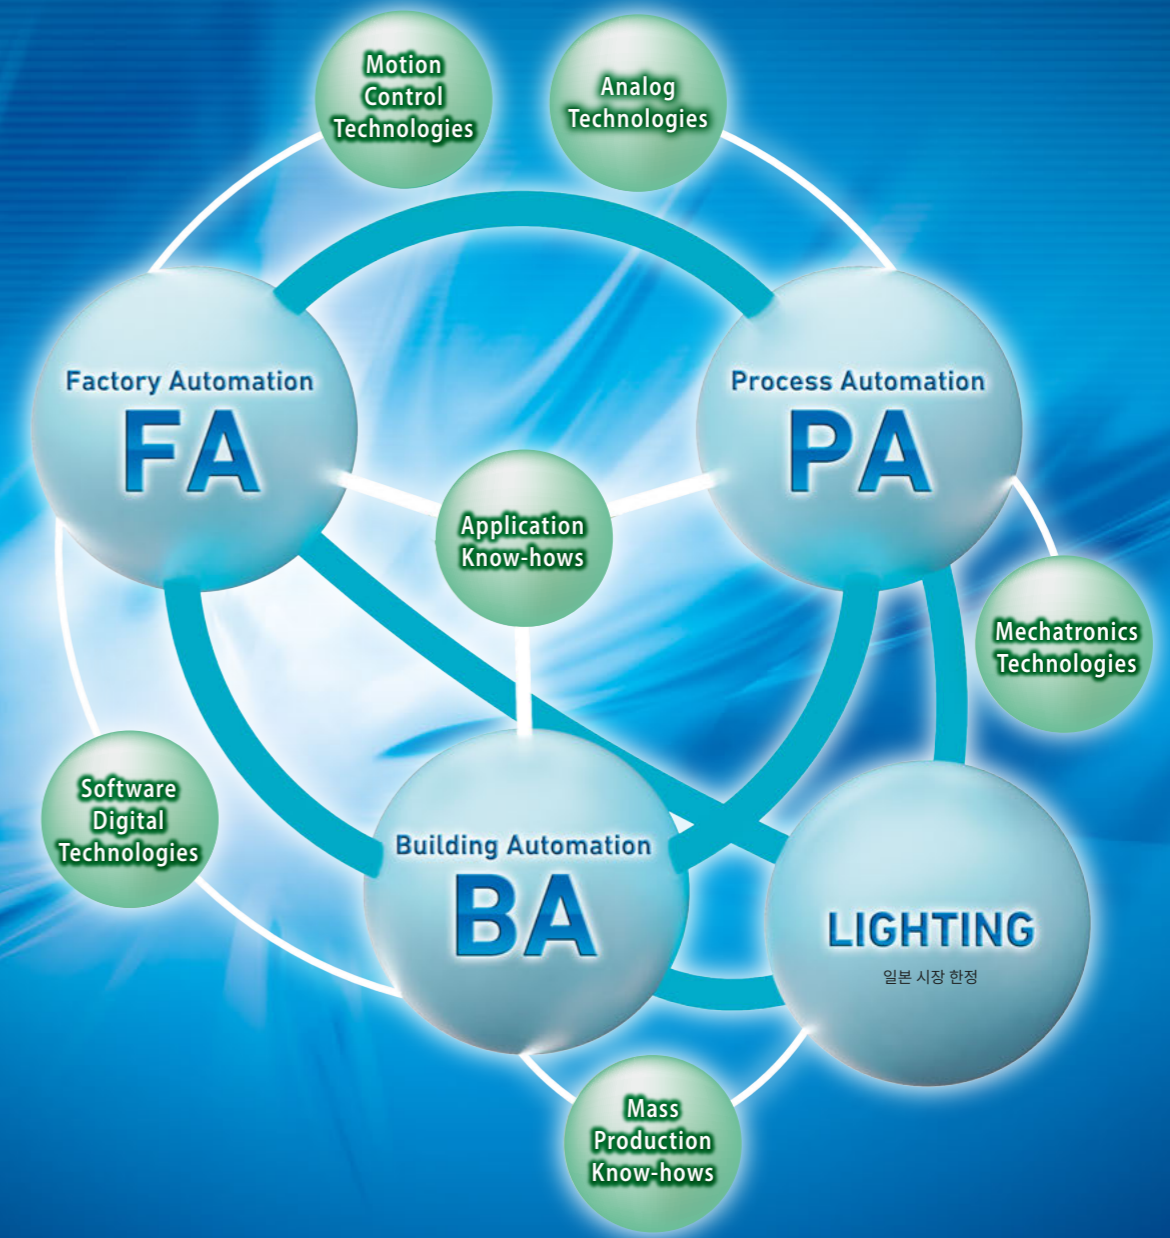 Motion
Control
Technologies
Analog
Technologies
Factory Automation
FA
Process Automation
PA
Application
Know-hows
Mechatronics
Technologies
Software
Digital
Technologies
Building Automation
BA
LIGHTING
일본 시장 한정
Mass
Production
Know-hows